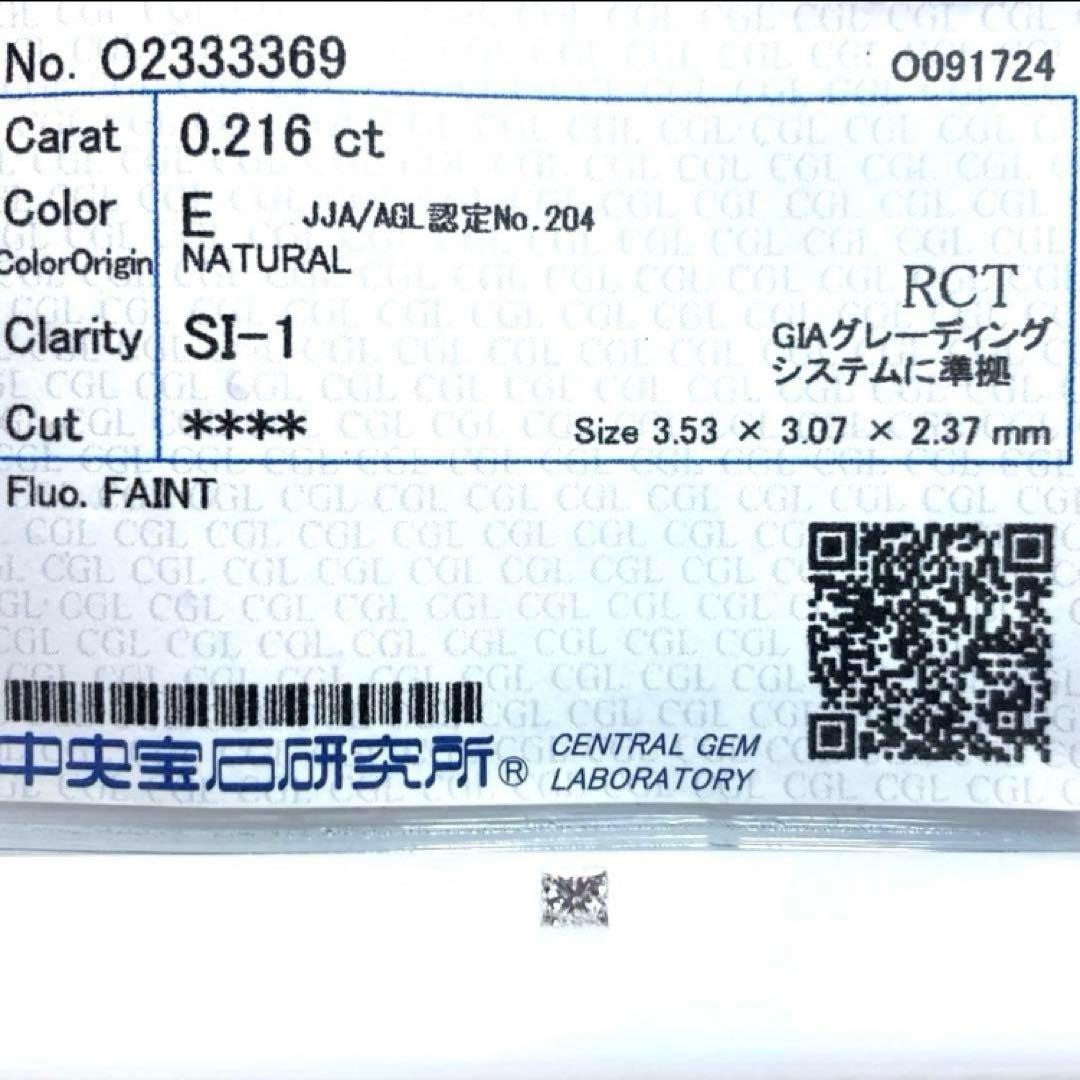 No. O2333369
O091724
Carat 0.216 ct
Color E JJA/AGL認定No.204
ColorOrigin NATURAL
RCT
Clarity SI-1
GIAグレーディング
システムに準拠
Cut ****
Size 3.53 × 3.07 × 2.37 mm
Fluo. FAINT
中央宝石研究所®
CENTRAL GEM
LABORATORY